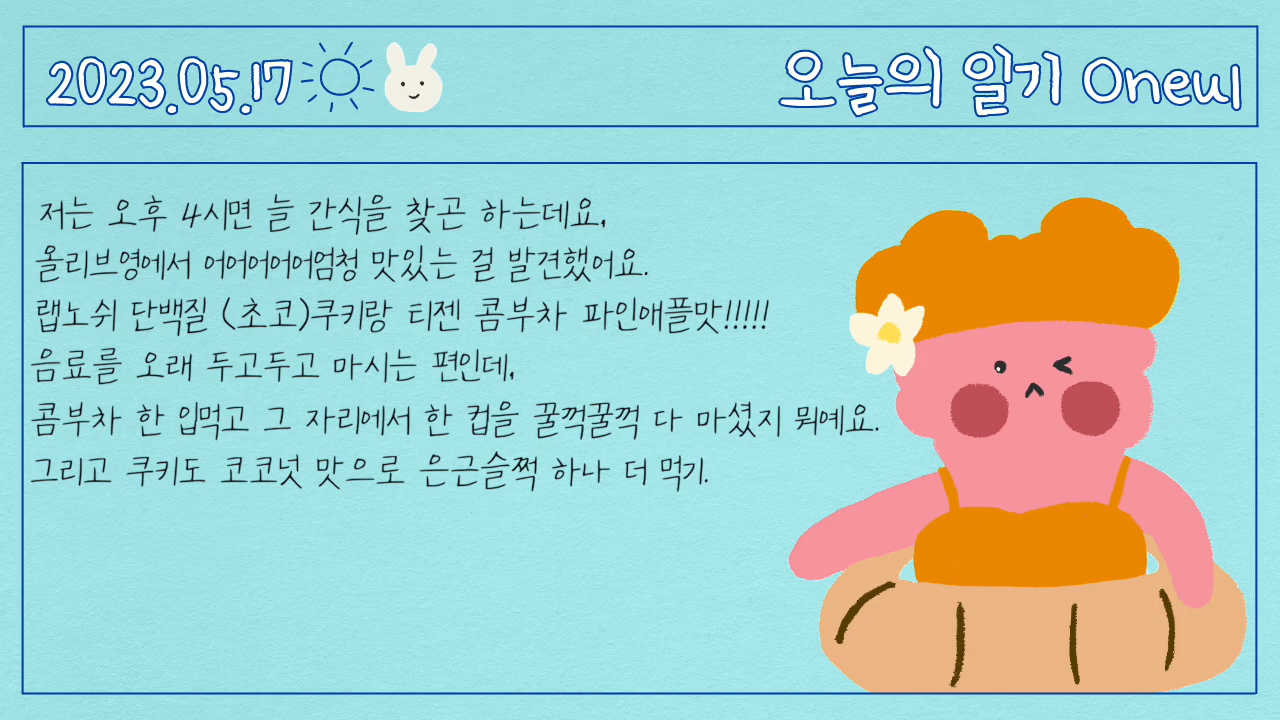 2023.05.17
오늘의 일기 Oneul
저는 오후 4시면 늘 간식을 찾곤 하는데요,
올리브영에서 어어어어어엄청 맛있는 걸 발견했어요.
랩노쉬 단백질 (초코)쿠키랑 티젠 콤부차 파인애플맛!!!!!
음료를 오래 두고두고 마시는 편인데,
콤부차 한 입먹고 그 자리에서 한 컵을 꿀꺽꿀꺽 다 마셨지 뭐예요.
그리고 쿠키도 코코넛 맛으로 은근슬쩍 하나 더 먹기.